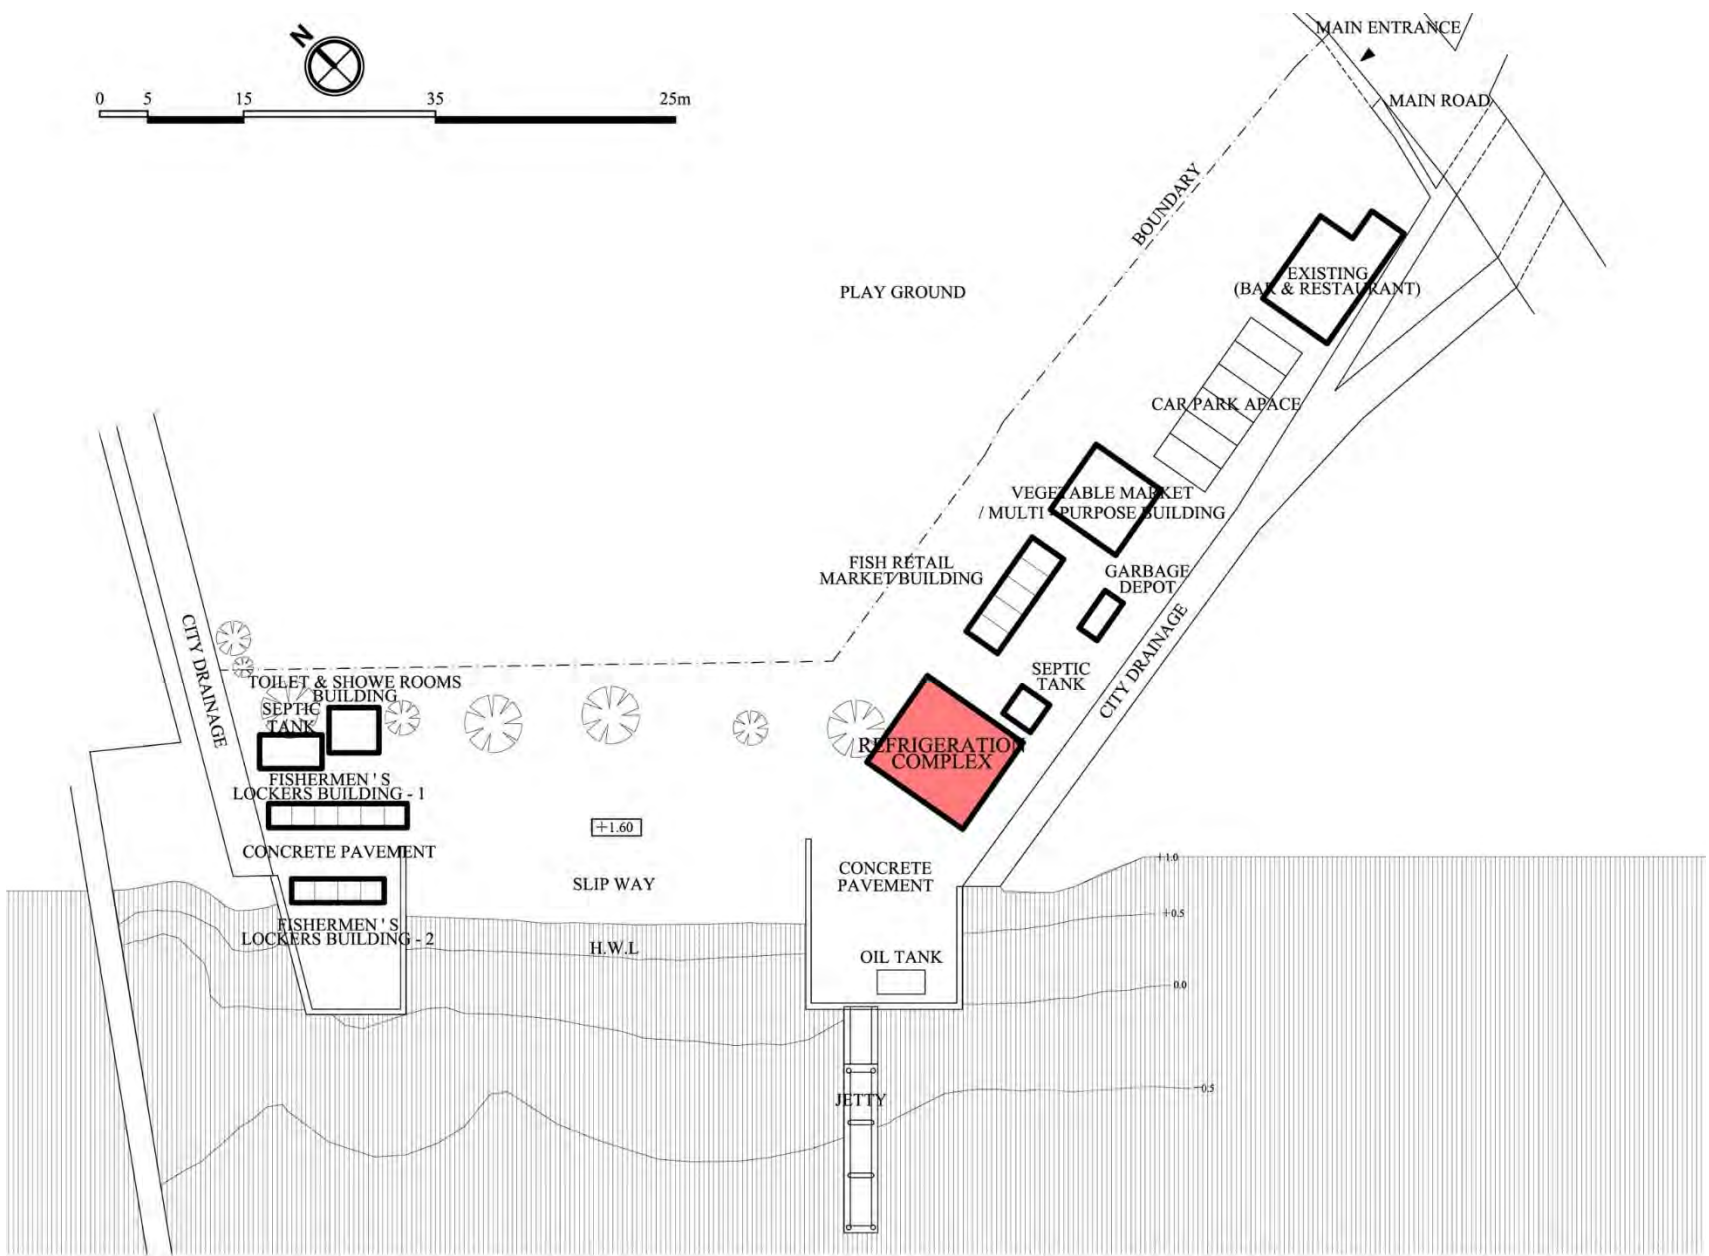 MAIN ENTRANCE
N
0 5 15 35 25m
MAIN ROAD
BOUNDARY
EXISTING
(BAR & RESTAURANT)
PLAY GROUND
CAR PARK APACE
VEGETABLE MARKET
/ MULTI - PURPOSE BUILDING
FISH RETAIL
MARKET BUILDING
GARBAGE
DEPOT
CITY DRAINAGE
CITY DRAINAGE
SEPTIC
TANK
TOILET & SHOWE ROOMS
BUILDING
SEPTIC
TANK
REFRIGERATION
COMPLEX
FISHERMEN ' S
LOCKERS BUILDING - 1
+1.60
CONCRETE PAVEMENT
CONCRETE
PAVEMENT
SLIP WAY
+1.0
+0.5
FISHERMEN ' S
LOCKERS BUILDING - 2
H.W.L
OIL TANK
0.0
JETTY
-0.5